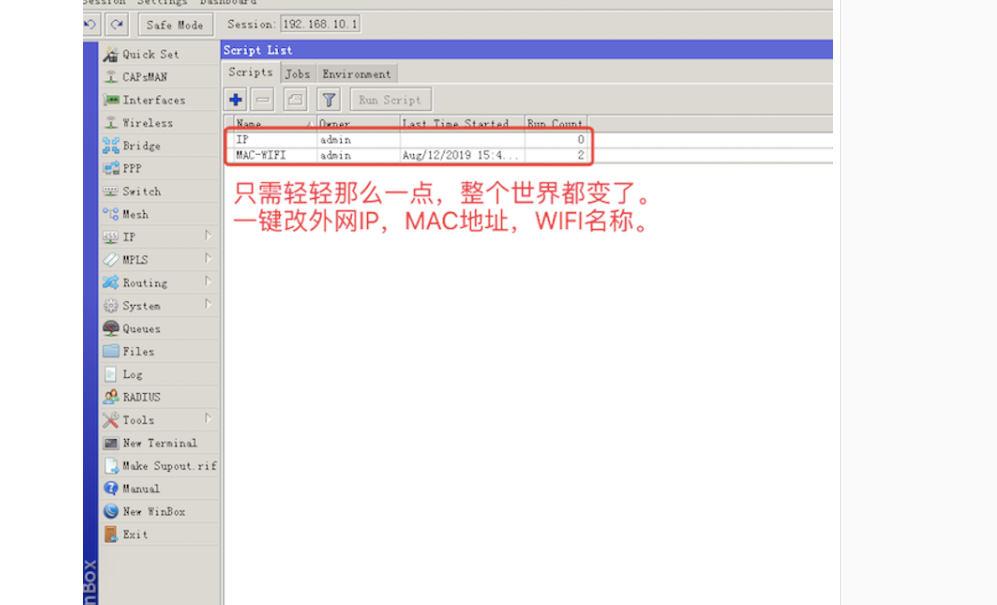 Session Settings Dashboard
Safe Mode
Session: 192.168.10.1
Quick Set
CAPsMAN
Interfaces
Wireless
Bridge
PPP
Switch
Mesh
IP
MPLS
Routing
System
Queues
Files
Log
RADIUS
Tools
New Terminal
Make Supout.rif
Manual
New WinBox
Exit
nBox
Script List
Scripts Jobs Environment
Run Script
Name Owner Last Time Started Run Count
IP admin 0
MAC-WIFI admin Aug/12/2019 15:4... 2
只需轻轻那么一点，整个世界都变了。
一键改外网IP，MAC地址，WIFI名称。